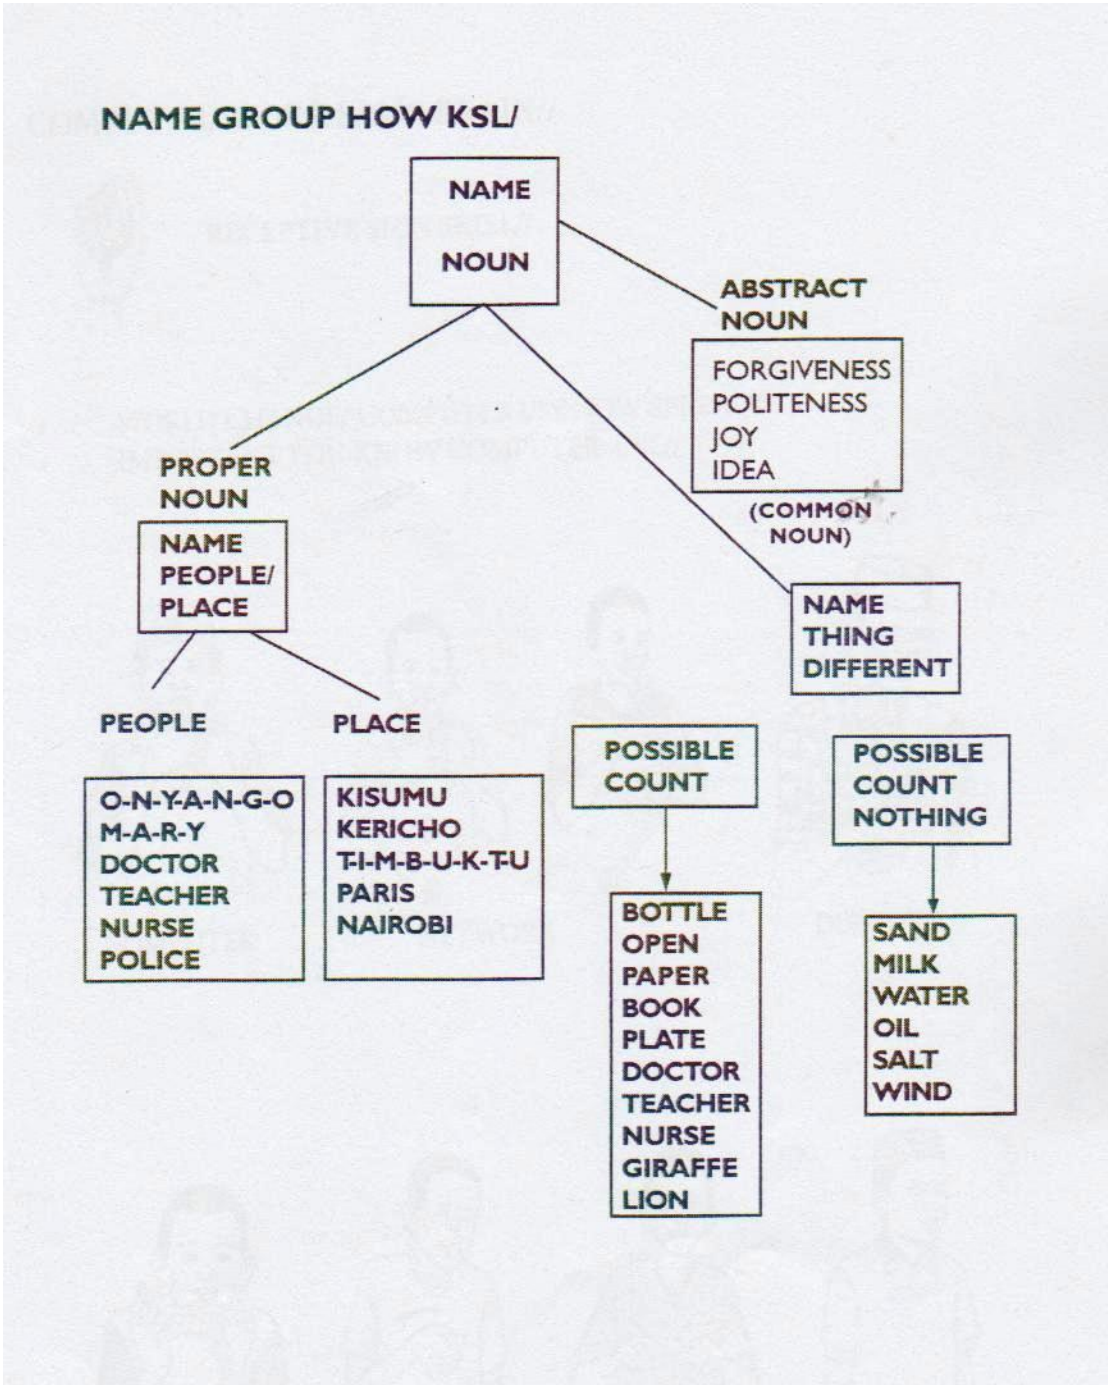 NAME GROUP HOW KSL/
NAME
NOUN
ABSTRACT
NOUN
FORGIVENESS
POLITENESS
JOY
IDEA
(COMMON
NOUN)
PROPER
NOUN
NAME
PEOPLE/
PLACE
NAME
THING
DIFFERENT
PEOPLE
O-N-Y-A-N-G-O
M-A-R-Y
DOCTOR
TEACHER
NURSE
POLICE
PLACE
KISUMU
KERICHO
T-I-M-B-U-K-T-U
PARIS
NAIROBI
POSSIBLE
COUNT
BOTTLE
OPEN
PAPER
BOOK
PLATE
DOCTOR
TEACHER
NURSE
GIRAFFE
LION
POSSIBLE
COUNT
NOTHING
SAND
MILK
WATER
OIL
SALT
WIND